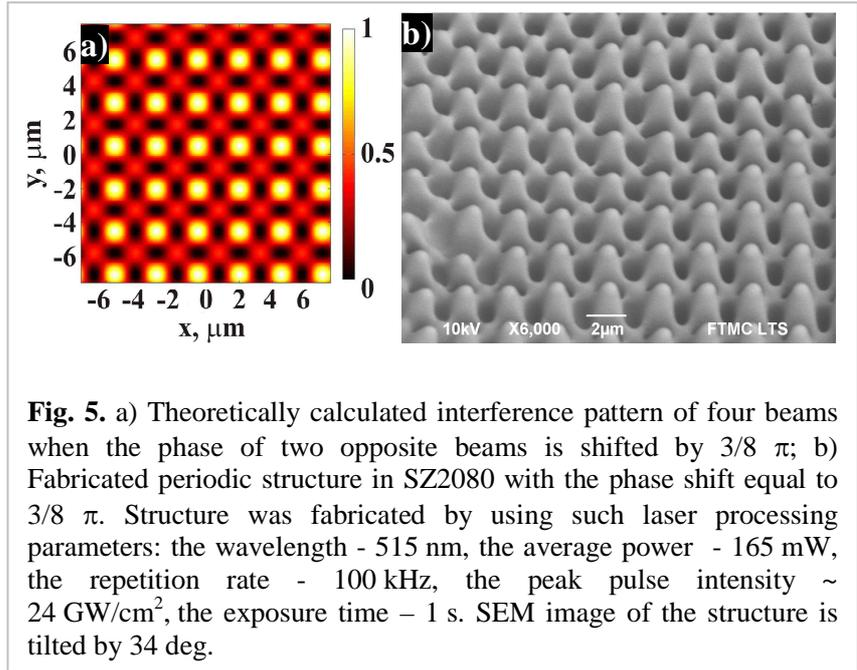 a)
6
4
2
0
-2
-4
-6
y, μm
-6 -4 -2 0 2 4 6
x, μm
1
0.5
0
b)
10kV X6,000 2μm FTMC LTS
Fig. 5. a) Theoretically calculated interference pattern of four beams
when the phase of two opposite beams is shifted by 3/8 π; b)
Fabricated periodic structure in SZ2080 with the phase shift equal to
3/8 π. Structure was fabricated by using such laser processing
parameters: the wavelength - 515 nm, the average power - 165 mW,
the repetition rate - 100 kHz, the peak pulse intensity ~
24 GW/cm², the exposure time – 1 s. SEM image of the structure is
tilted by 34 deg.